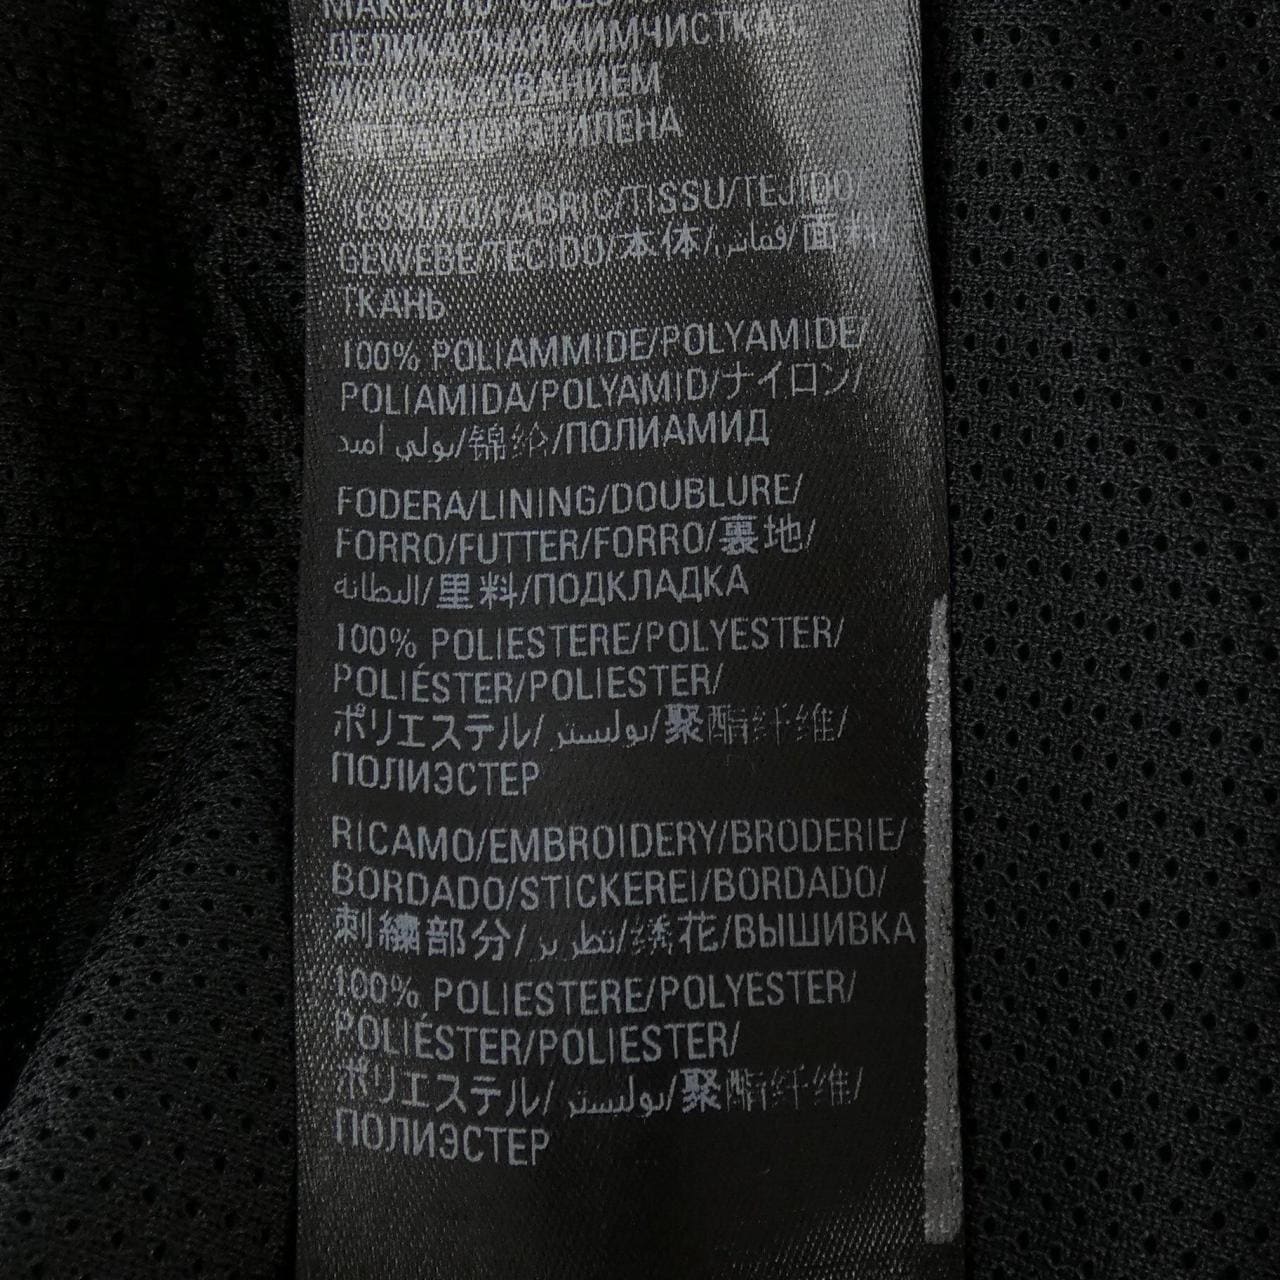 ДЕЛИКАТНАЯ ХИМЧИСТКА С
ИСПОЛЬЗОВАНИЕМ
TESSUTO/FABRIC/TISSU/TEJIDO/
GEWEBE/TECIDO/本体/قماش/面料/
ТКАНЬ
100% POLIAMMIDE/POLYAMIDE/
POLIAMIDA/POLYAMID/ナイロン/
بولي اميد/锦纶/ПОЛИАМИД
FODERA/LINING/DOUBLURE/
FORRO/FUTTER/FORRO/裏地/
البطانة/里料/ПОДКЛАДКА
100% POLIESTERE/POLYESTER/
POLIÉSTER/POLIESTER/
ポリエステル/بوليستر/聚酯纤维/
ПОЛИЭСТЕР
RICAMO/EMBROIDERY/BRODERIE/
BORDADO/STICKEREI/BORDADO/
刺繍部分/تطريز/绣花/ВЫШИВКА
100% POLIESTERE/POLYESTER/
POLIÉSTER/POLIESTER/
ポリエステル/بوليستر/聚酯纤维/
ПОЛИЭСТЕР